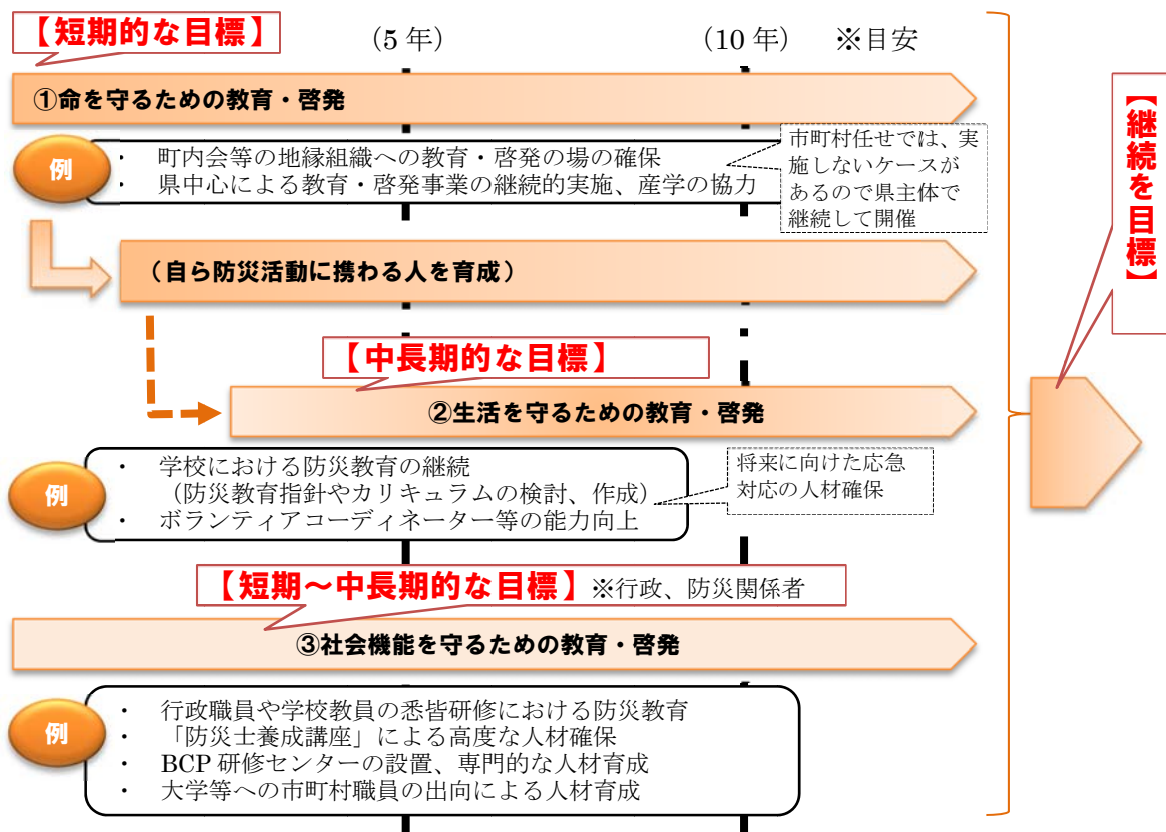 【短期的な目標】
（5 年）
（10 年）
※目安
①命を守るための教育・啓発
例
・ 町内会等の地縁組織への教育・啓発の場の確保
・ 県中心による教育・啓発事業の継続的実施、産学の協力
市町村任せでは、実
施しないケースが
あるので県主体で
継続して開催
（自ら防災活動に携わる人を育成）
【中長期的な目標】
②生活を守るための教育・啓発
例
・ 学校における防災教育の継続
（防災教育指針やカリキュラムの検討、作成）
・ ボランティアコーディネーター等の能力向上
将来に向けた応急
対応の人材確保
【短期～中長期的な目標】※行政、防災関係者
③社会機能を守るための教育・啓発
例
・ 行政職員や学校教員の悉皆研修における防災教育
・ 「防災士養成講座」による高度な人材確保
・ BCP 研修センターの設置、専門的な人材育成
・ 大学等への市町村職員の出向による人材育成
【継続を目標】